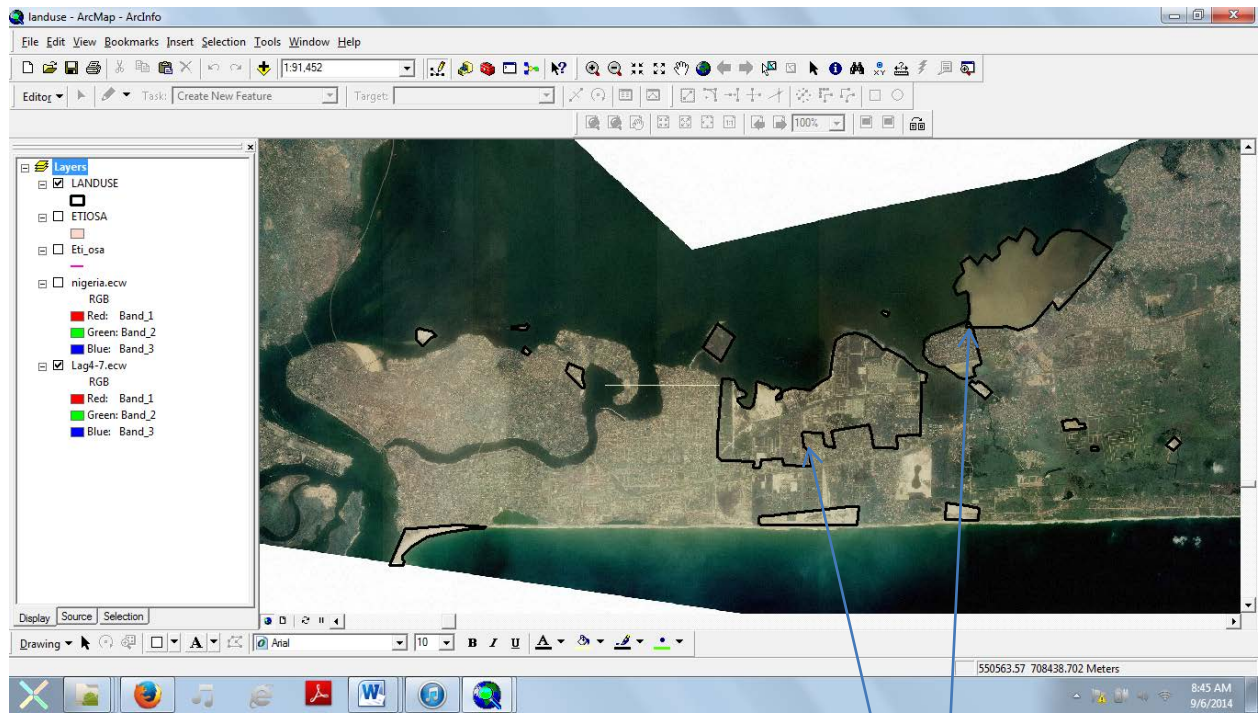 landuse - ArcMap - ArcInfo
File Edit View Bookmarks Insert Selection Tools Window Help
1:91,452
Editor Task: Create New Feature Target:
100%
Layers
LANDUSE
ETIOSA
Eti_osa
nigeria.ecw
RGB
Red: Band_1
Green: Band_2
Blue: Band_3
Lag4-7.ecw
RGB
Red: Band_1
Green: Band_2
Blue: Band_3
Display Source Selection
Drawing A Arial 10 B I U A
550563.57 708438.702 Meters
8:45 AM
9/6/2014